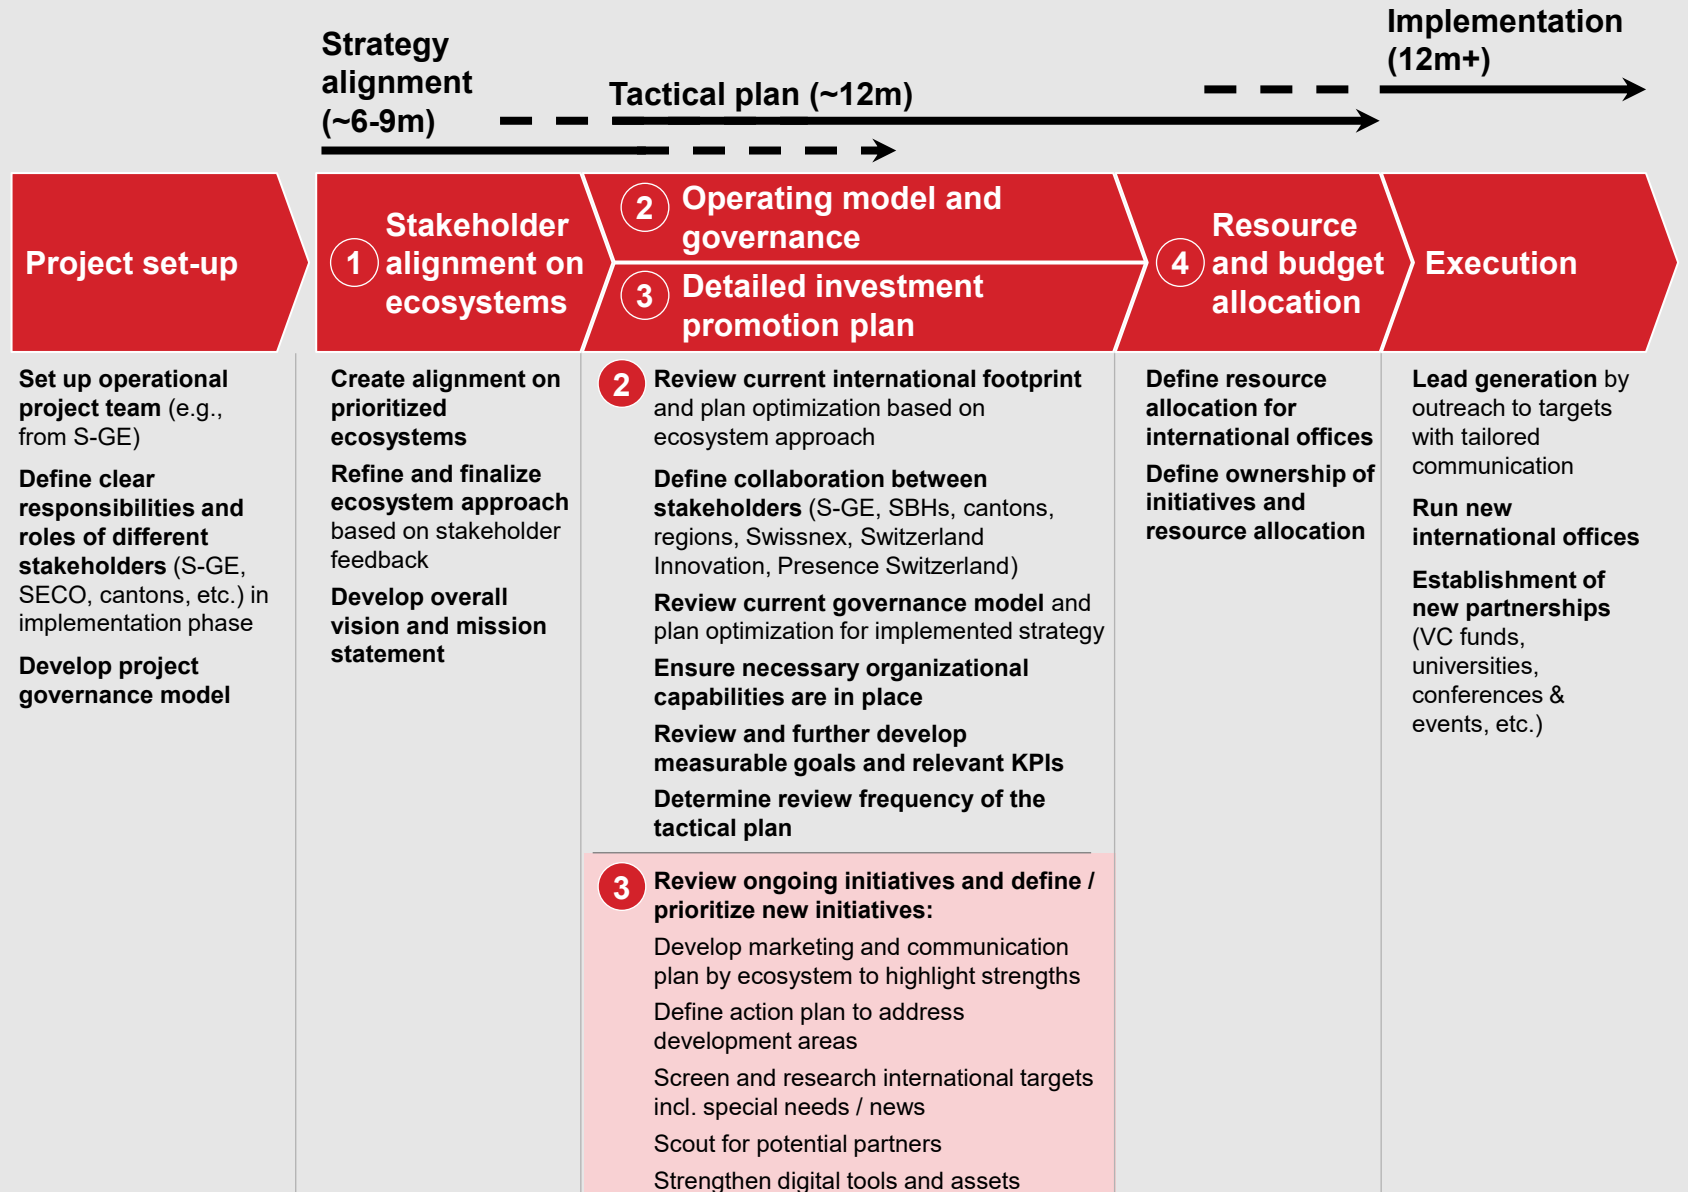 Strategy
alignment
(~6-9m)
Tactical plan (~12m)
Implementation
(12m+)
Project set-up
1
Stakeholder
alignment on
ecosystems
2
Operating model and
governance
3
Detailed investment
promotion plan
4
Resource
and budget
allocation
Execution
Set up operational
project team (e.g.,
from S-GE)
Define clear
responsibilities and
roles of different
stakeholders (S-GE,
SECO, cantons, etc.) in
implementation phase
Develop project
governance model
Create alignment on
prioritized
ecosystems
Refine and finalize
ecosystem approach
based on stakeholder
feedback
Develop overall
vision and mission
statement
2
Review current international footprint
and plan optimization based on
ecosystem approach
Define collaboration between
stakeholders (S-GE, SBHs, cantons,
regions, Swissnex, Switzerland
Innovation, Presence Switzerland)
Review current governance model and
plan optimization for implemented strategy
Ensure necessary organizational
capabilities are in place
Review and further develop
measurable goals and relevant KPIs
Determine review frequency of the
tactical plan
3
Review ongoing initiatives and define /
prioritize new initiatives:
Develop marketing and communication
plan by ecosystem to highlight strengths
Define action plan to address
development areas
Screen and research international targets
incl. special needs / news
Scout for potential partners
Strengthen digital tools and assets
Define resource
allocation for
international offices
Define ownership of
initiatives and
resource allocation
Lead generation by
outreach to targets
with tailored
communication
Run new
international offices
Establishment of
new partnerships
(VC funds,
universities,
conferences &
events, etc.)